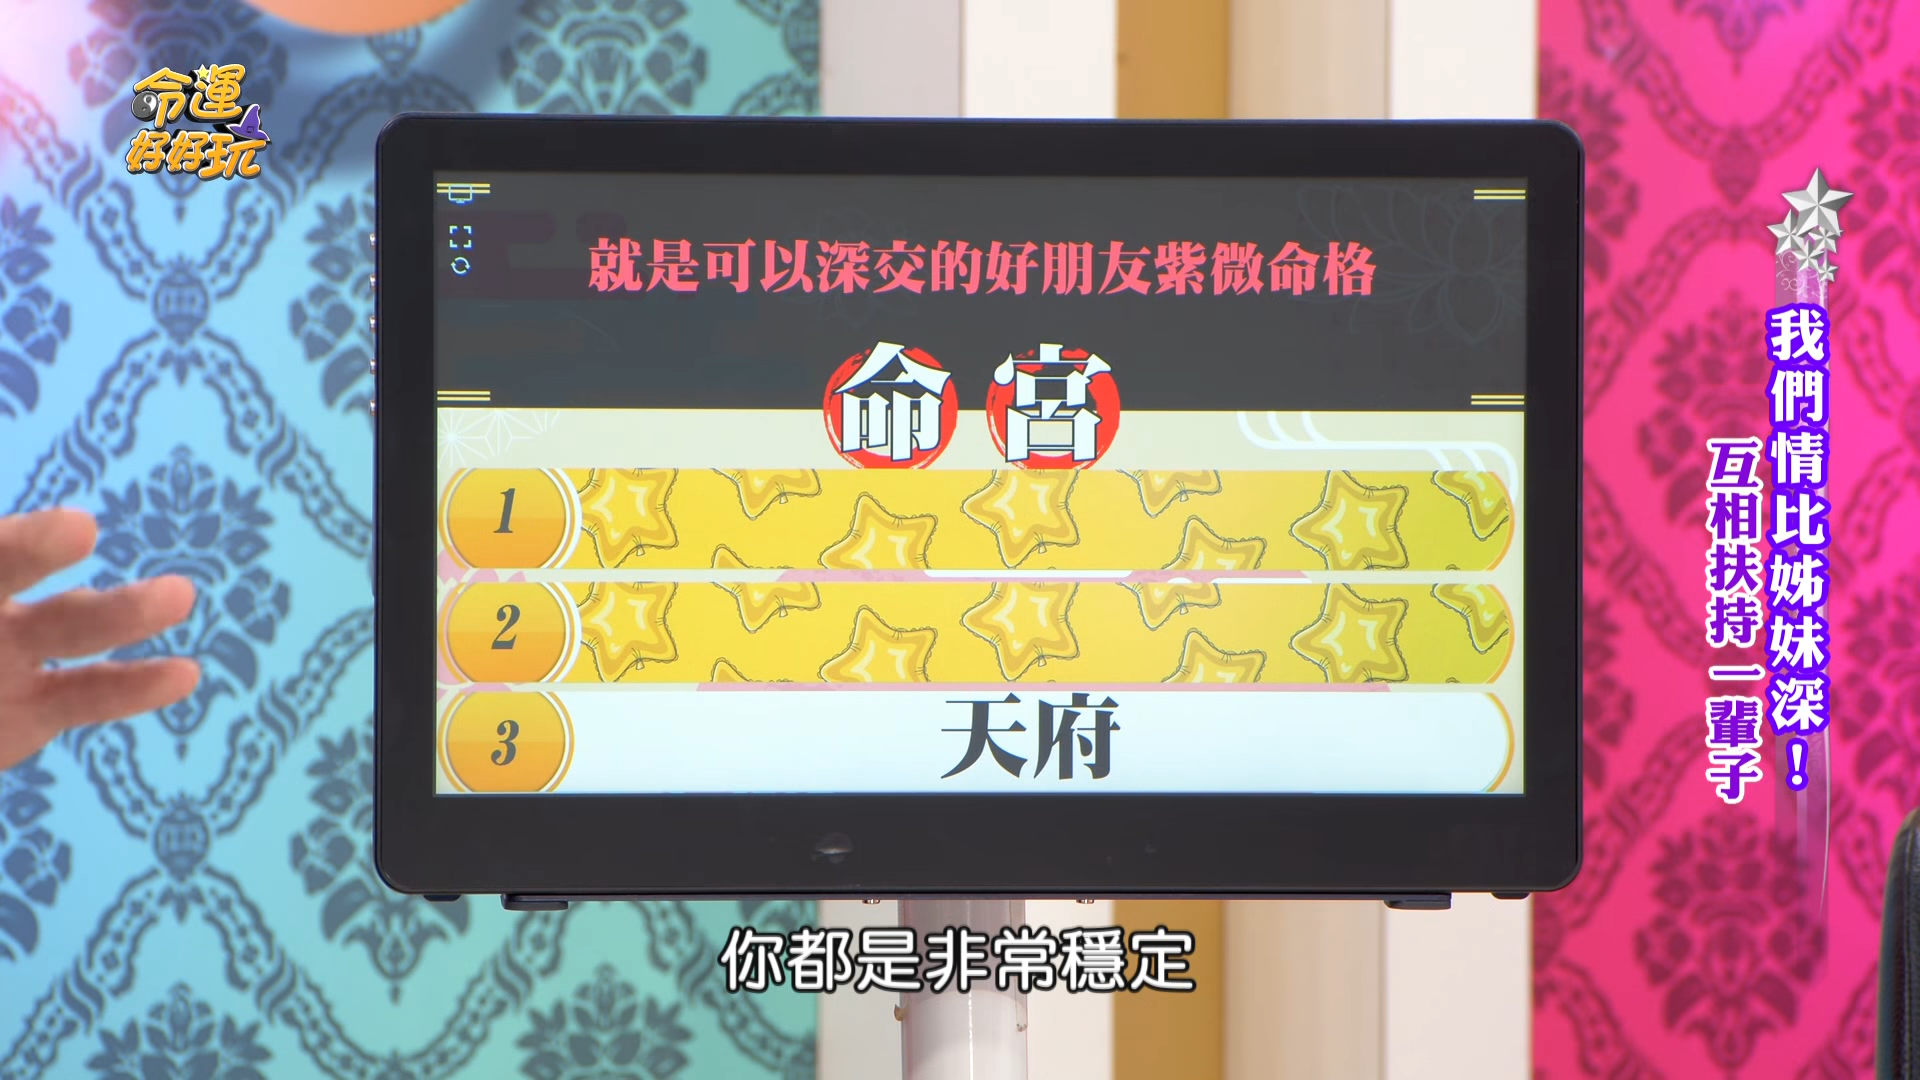 命運
好好玩
就是可以深交的好朋友紫微命格
命宮
1
2
3
天府
我們情比姊妹深！
互相扶持一輩子
你都是非常穩定